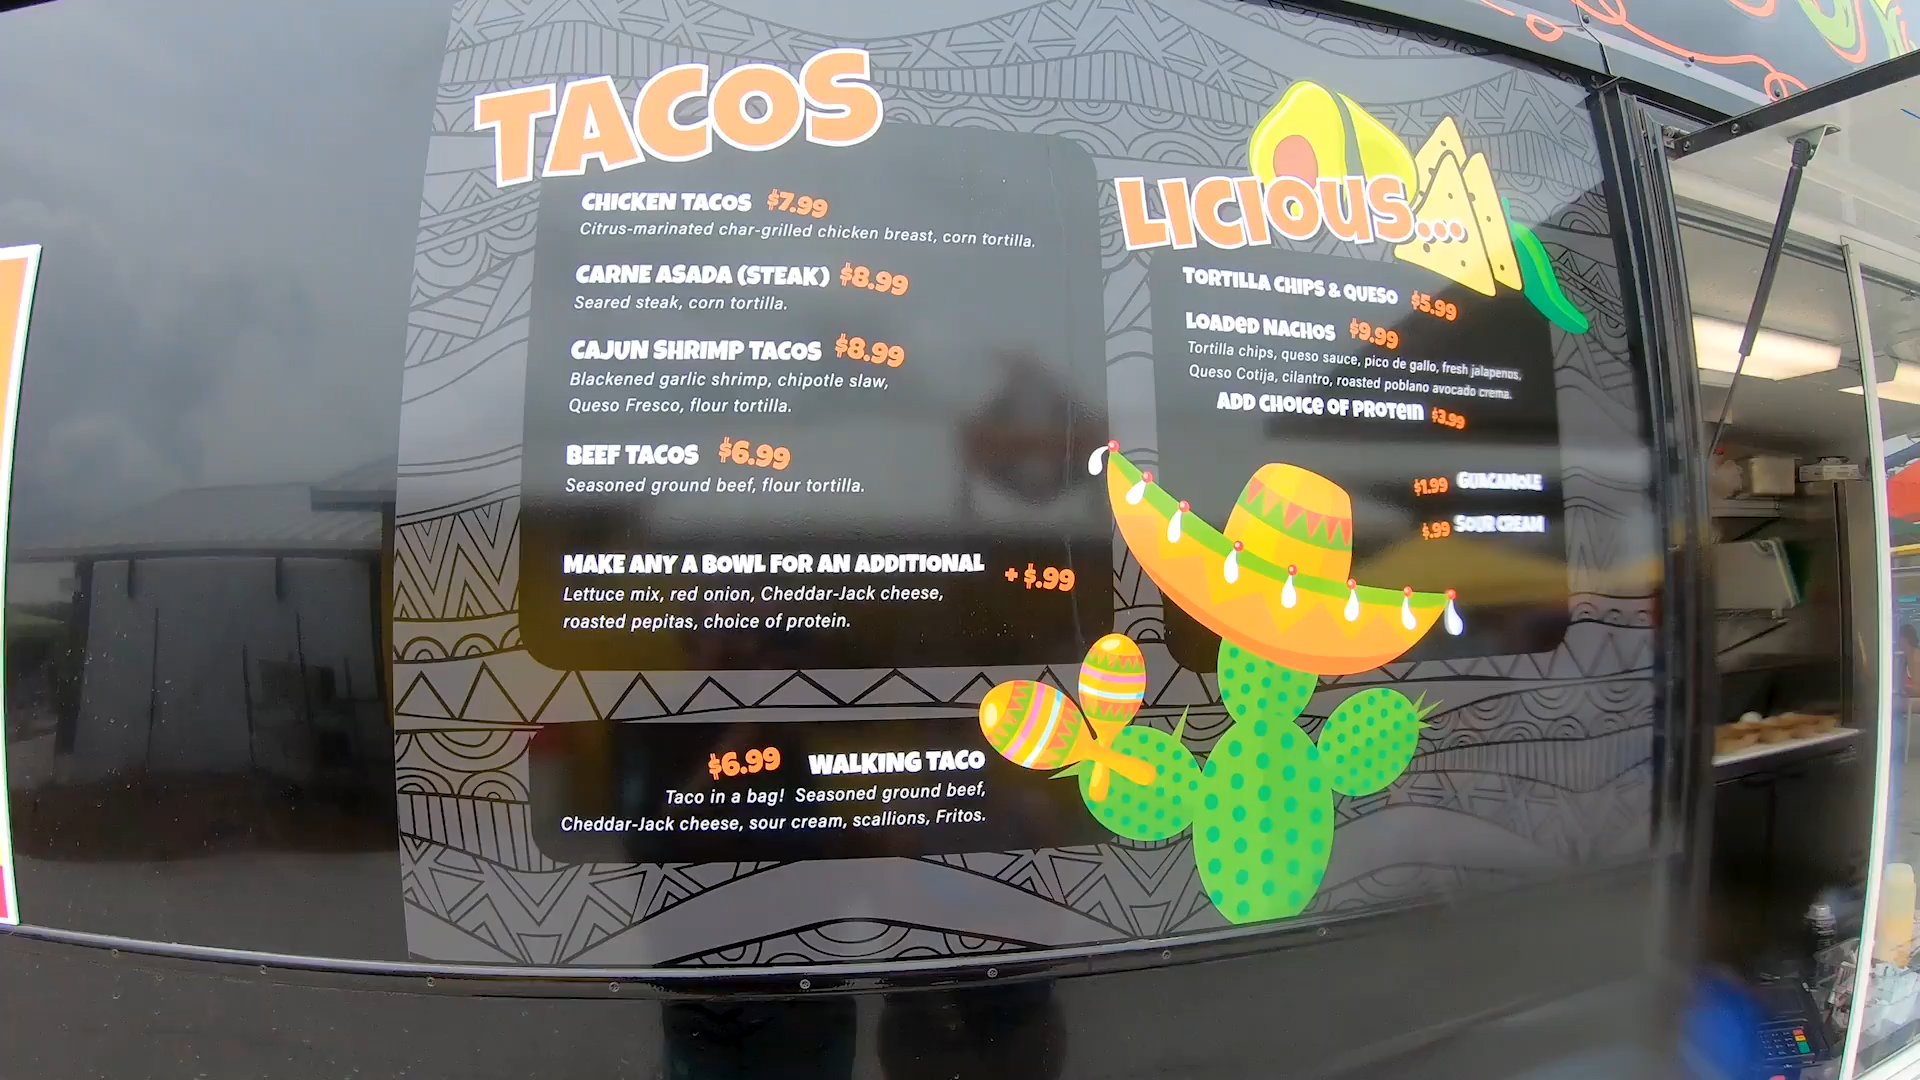 TACOS
CHICKEN TACOS $7.99
Citrus-marinated char-grilled chicken breast, corn tortilla.
CARNE ASADA (STEAK) $8.99
Seared steak, corn tortilla.
CAJUN SHRIMP TACOS $8.99
Blackened garlic shrimp, chipotle slaw,
Queso Fresco, flour tortilla.
BEEF TACOS $6.99
Seasoned ground beef, flour tortilla.
MAKE ANY A BOWL FOR AN ADDITIONAL + $.99
Lettuce mix, red onion, Cheddar-Jack cheese,
roasted pepitas, choice of protein.
$6.99 WALKING TACO
Taco in a bag! Seasoned ground beef,
Cheddar-Jack cheese, sour cream, scallions, Fritos.
LICIOUS...
TORTILLA CHIPS & QUESO $5.99
LOADED NACHOS $9.99
Tortilla chips, queso sauce, pico de gallo, fresh jalapenos,
Queso Cotija, cilantro, roasted poblano avocado crema.
ADD CHOICE OF PROTEIN $3.99
$1.99 GUACAMOLE
$.99 SOUR CREAM